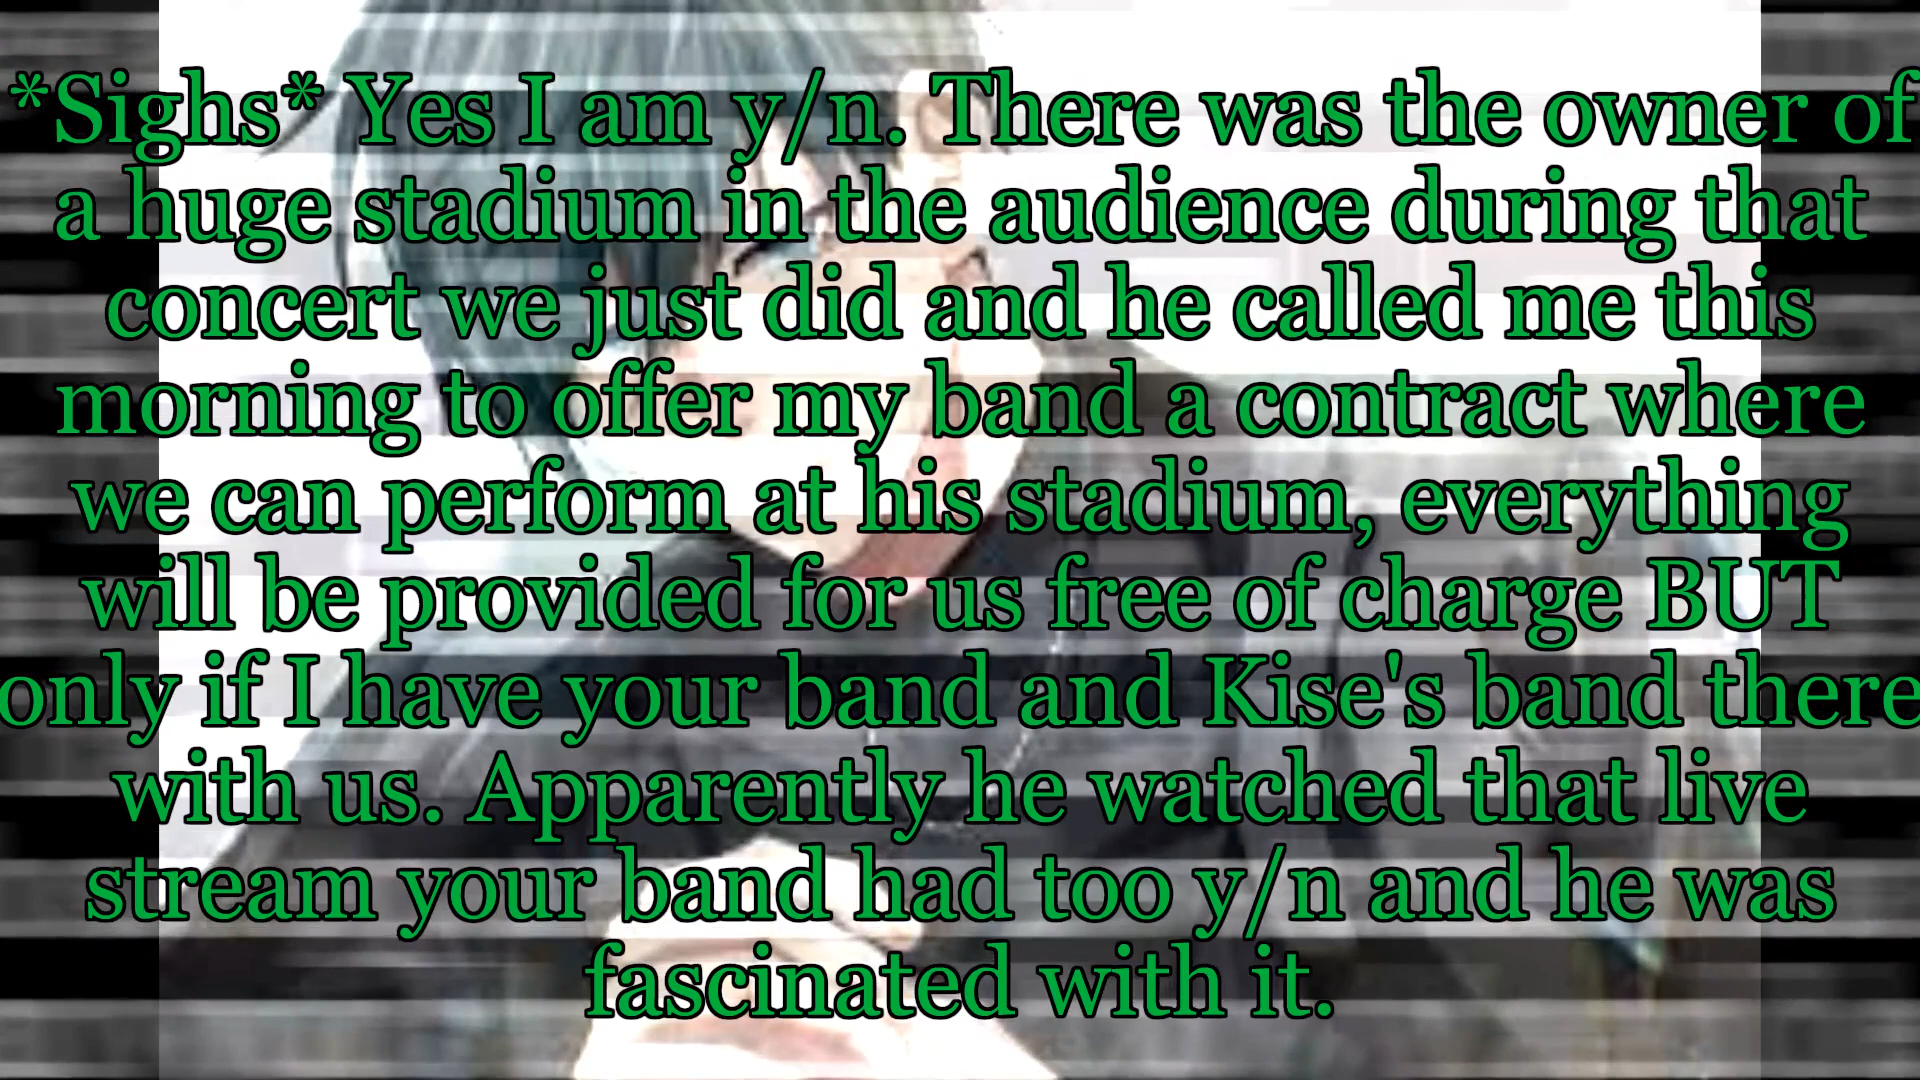 *Sighs* Yes I am y/n. There was the owner of
a huge stadium in the audience during that
concert we just did and he called me this
morning to offer my band a contract where
we can perform at his stadium, everything
will be provided for us free of charge BUT
only if I have your band and Kise's band there
with us. Apparently he watched that live
stream your band had too y/n and he was
fascinated with it.